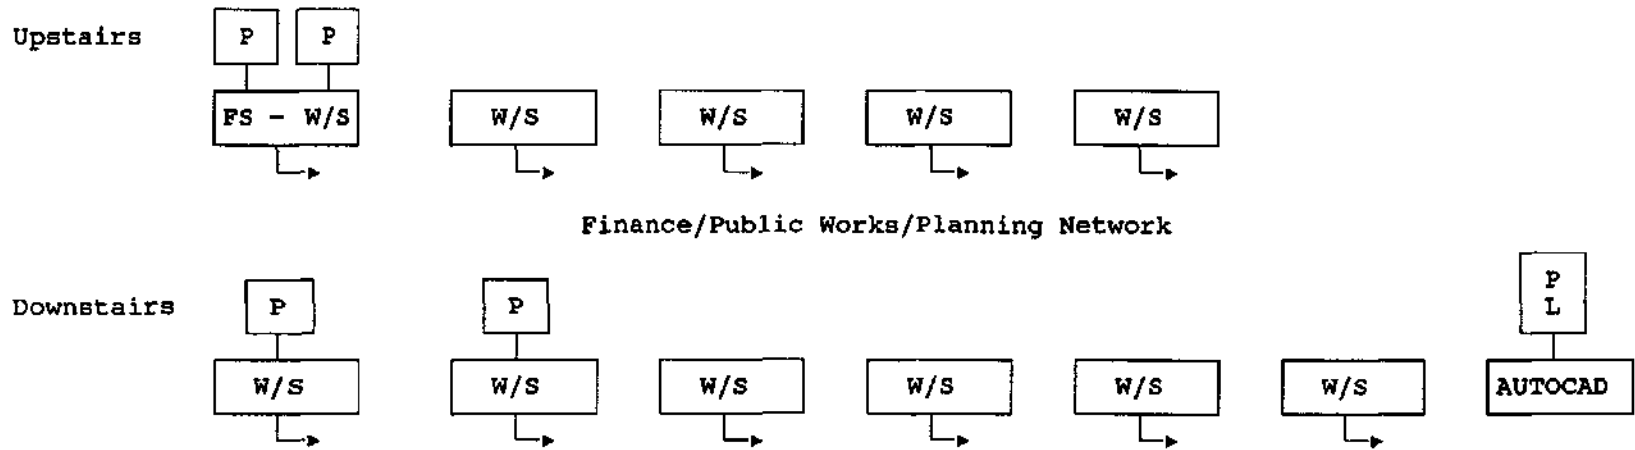 Upstairs
P P
FS - W/S W/S W/S W/S W/S
Finance/Public Works/Planning Network
Downstairs
P P P
L
W/S W/S W/S W/S W/S W/S AUTOCAD